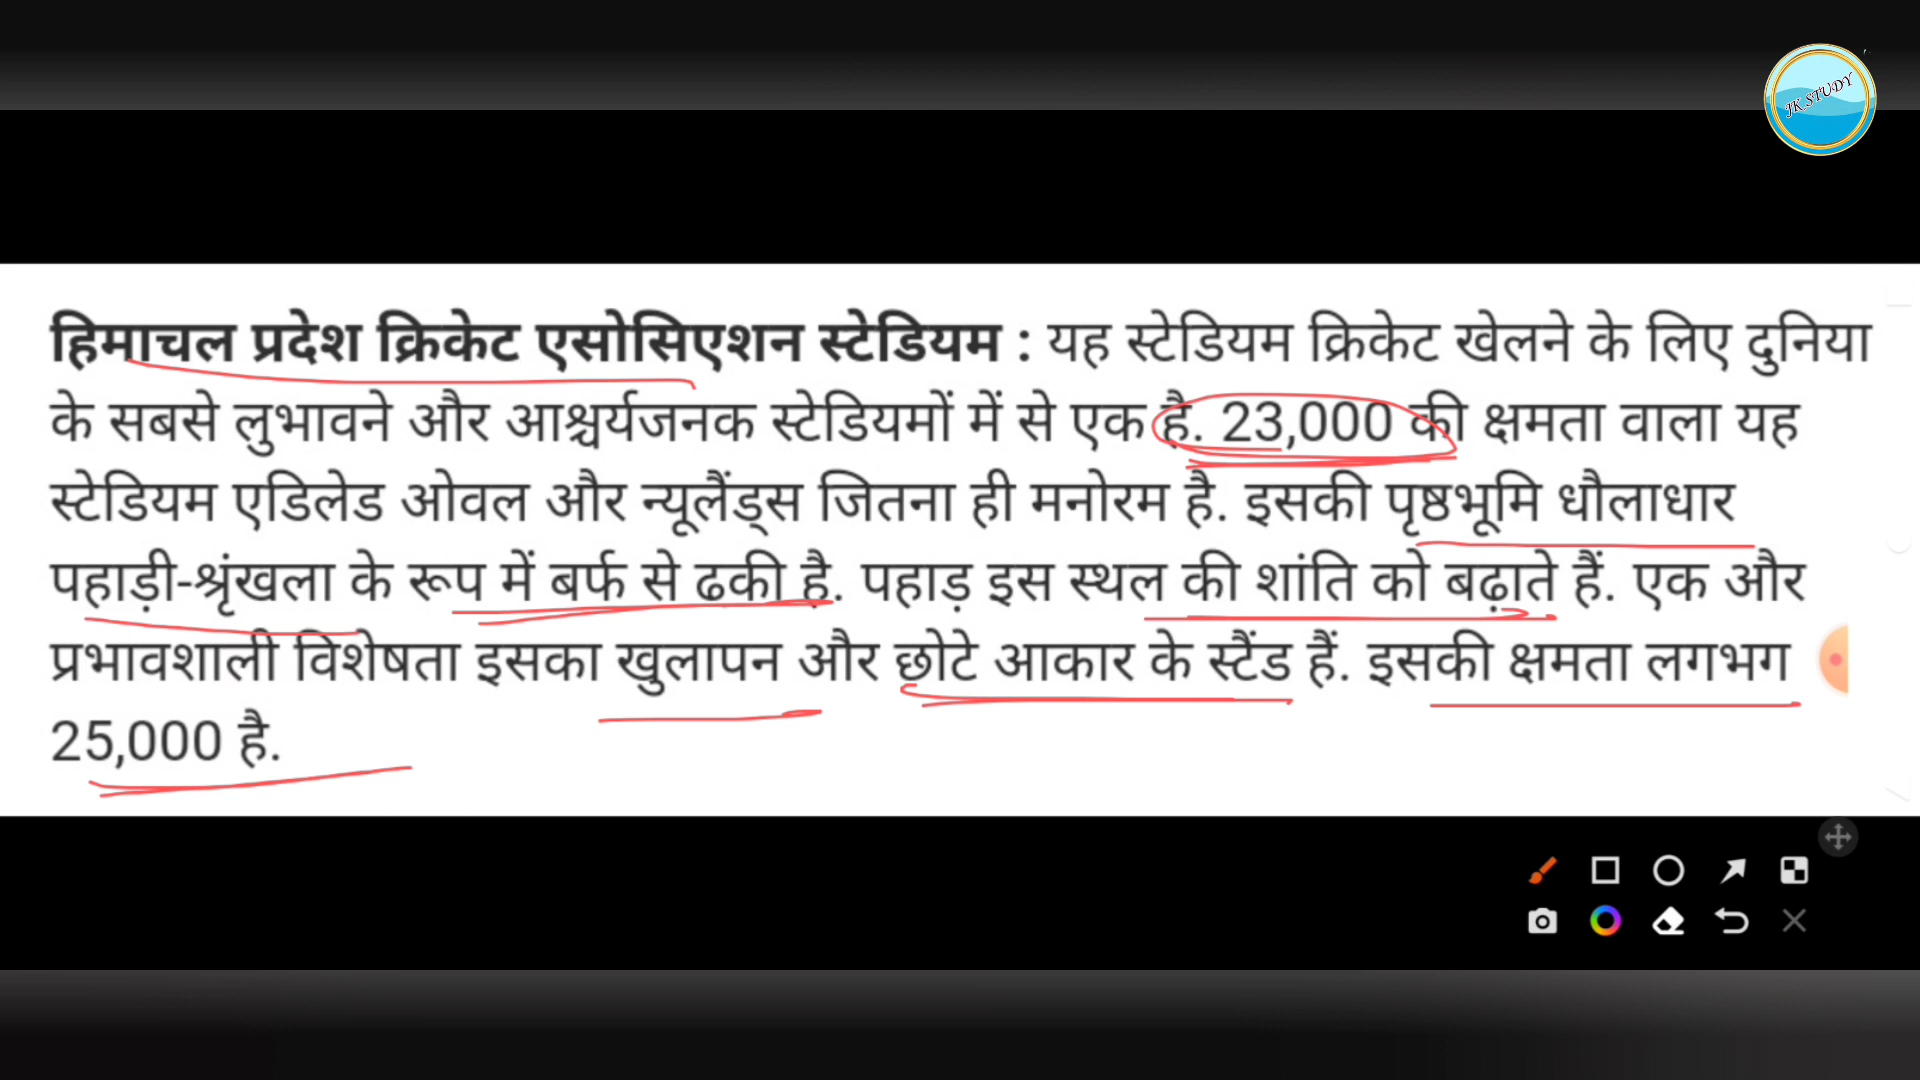 JK STUDY
हिमाचल प्रदेश क्रिकेट एसोसिएशन स्टेडियम : यह स्टेडियम क्रिकेट खेलने के लिए दुनिया
के सबसे लुभावने और आश्चर्यजनक स्टेडियमों में से एक है. 23,000 की क्षमता वाला यह
स्टेडियम एडिलेड ओवल और न्यूलैंड्स जितना ही मनोरम है. इसकी पृष्ठभूमि धौलाधार
पहाड़ी-श्रृंखला के रूप में बर्फ से ढकी है. पहाड़ इस स्थल की शांति को बढ़ाते हैं. एक और
प्रभावशाली विशेषता इसका खुलापन और छोटे आकार के स्टैंड हैं. इसकी क्षमता लगभग
25,000 है.